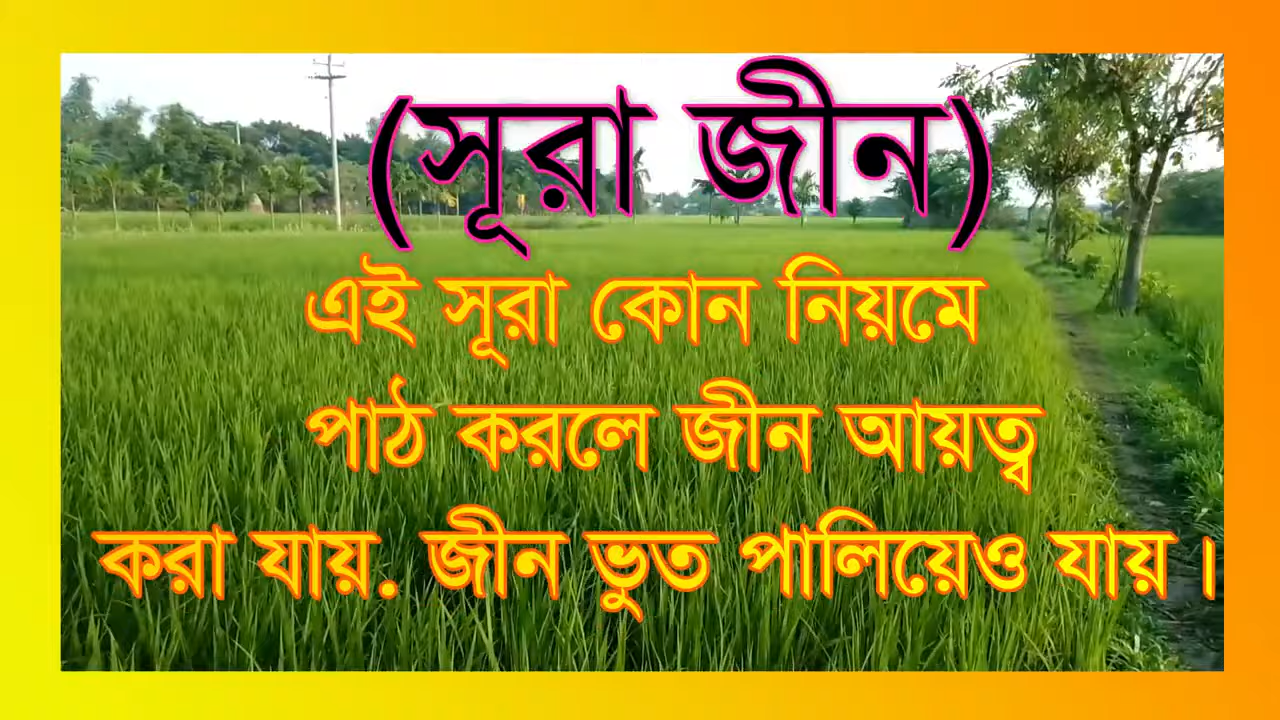 (সূরা জীন)
এই সূরা কোন নিয়মে
পাঠ করলে জীন আয়ত্ব
করা যায়. জীন ভুত পালিয়েও যায়।